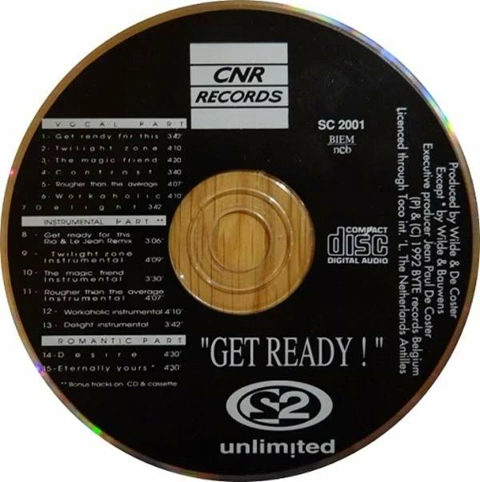 CNR
RECORDS
SC 2001
BIEM
ncb
VOCAL PART
1- Get ready for this 3'42
2- Twilight zone 4'10
3- The magic friend 4'20
4- Contrast 3'40
5- Rougher than the average 4'07
6- Workaholic 4'10
7 Delight 3'42
INSTRUMENTAL PART **
8 - Get ready for this
Rio & Le Jean Remix 3'06"
9 - Twilight zone
instrumental 4'09'
10 - The magic friend
instrumental 3'30'
11 - Rougher than the average
instrumental 4'07'
12 - Workaholic instrumental 4'10'
13 - Delight instrumental 3'42'
ROMANTIC PART
14- Desire 4'30'
15- Eternally yours * 4'20'
** Bonus tracks on CD & cassette.
COMPACT
disc
DIGITAL AUDIO
Produced by Wilde & De Coster
Except * by Wilde & Bouwens
Executive producer Jean Paul De Coster
(P) & (C) 1992 BYTE records Belgium
Licenced through Toco int. 'L. The Netherlands Antilles
"GET READY ! "
2
unlimited